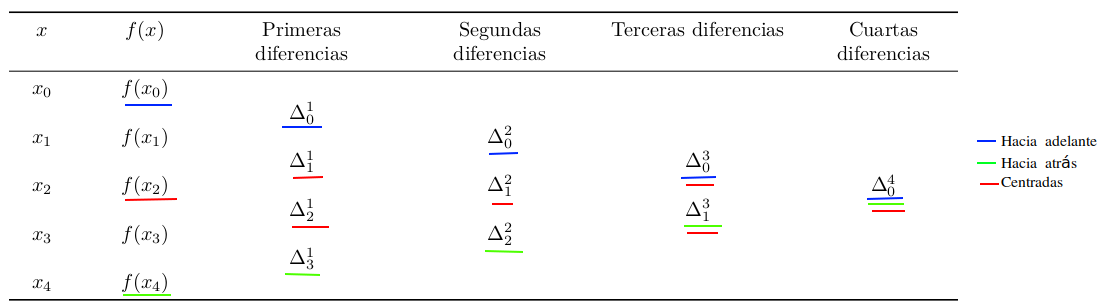 x f(x) Primeras diferencias Segundas diferencias Terceras diferencias Cuartas diferencias
x₀ f(x₀)
Δ₀¹
x₁ f(x₁) Δ₀²
Δ₁¹ Δ₀³
x₂ f(x₂) Δ₁² Δ₀⁴
Δ₂¹ Δ₁³
x₃ f(x₃) Δ₂²
Δ₃¹
x₄ f(x₄)
Hacia adelante
Hacia atrás
Centradas